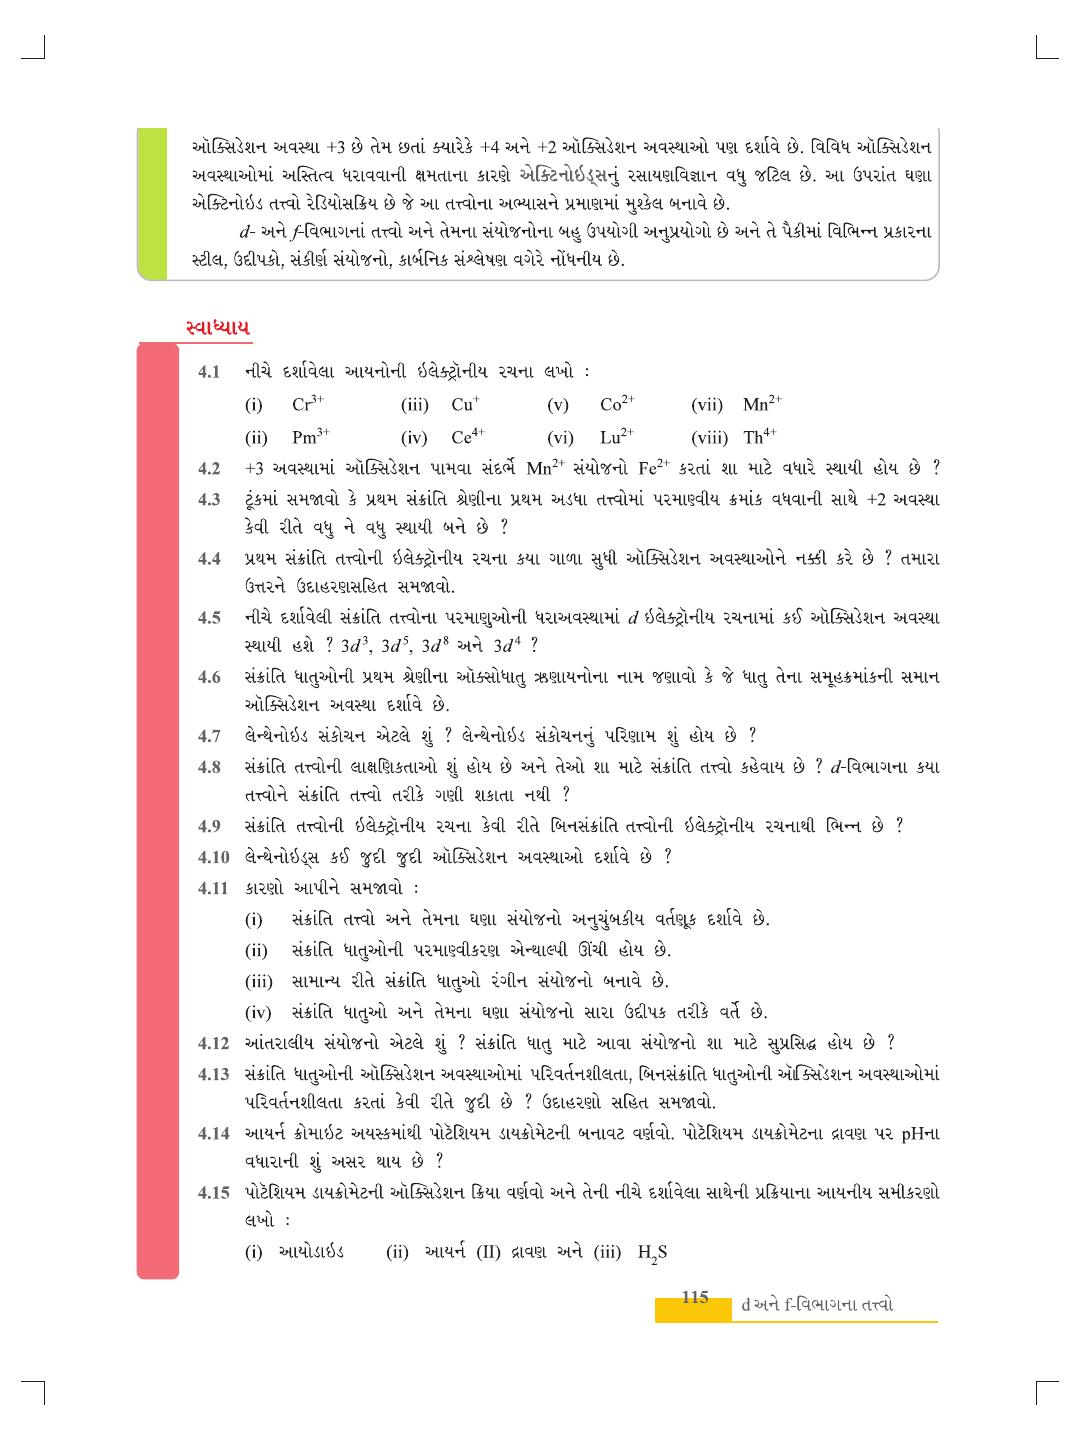 ઑક્સિડેશન અવસ્થા +3 છે તેમ છતાં ક્યારેકે +4 અને +2 ઑક્સિડેશન અવસ્થાઓ પણ દર્શાવે છે. વિવિધ ઑક્સિડેશન
અવસ્થાઓમાં અસ્તિત્વ ધરાવવાની ક્ષમતાના કારણે એક્ટિનોઇડ્સનું રસાયણવિજ્ઞાન વધુ જટિલ છે. આ ઉપરાંત ઘણા
એક્ટિનોઇડ તત્ત્વો રેડિયોસક્રિય છે જે આ તત્ત્વોના અભ્યાસને પ્રમાણમાં મુશ્કેલ બનાવે છે.
d- અને f-વિભાગનાં તત્ત્વો અને તેમના સંયોજનોના બહુ ઉપયોગી અનુપ્રયોગો છે અને તે પૈકીમાં વિભિન્ન પ્રકારના
સ્ટીલ, ઉદ્દીપકો, સંકીર્ણ સંયોજનો, કાર્બનિક સંશ્લેષણ વગેરે નોંધનીય છે.
સ્વાધ્યાય
4.1 નીચે દર્શાવેલા આયનોની ઇલેક્ટ્રૉનીય રચના લખો :
(i) Cr³⁺ (iii) Cu⁺ (v) Co²⁺ (vii) Mn²⁺
(ii) Pm³⁺ (iv) Ce⁴⁺ (vi) Lu²⁺ (viii) Th⁴⁺
4.2 +3 અવસ્થામાં ઑક્સિડેશન પામવા સંદર્ભે Mn²⁺ સંયોજનો Fe²⁺ કરતાં શા માટે વધારે સ્થાયી હોય છે ?
4.3 ટૂંકમાં સમજાવો કે પ્રથમ સંક્રાંતિ શ્રેણીના પ્રથમ અડધા તત્ત્વોમાં પરમાણ્વીય ક્રમાંક વધવાની સાથે +2 અવસ્થા
કેવી રીતે વધુ ને વધુ સ્થાયી બને છે ?
4.4 પ્રથમ સંક્રાંતિ તત્ત્વોની ઇલેક્ટ્રૉનીય રચના કયા ગાળા સુધી ઑક્સિડેશન અવસ્થાઓને નક્કી કરે છે ? તમારા
ઉત્તરને ઉદાહરણસહિત સમજાવો.
4.5 નીચે દર્શાવેલી સંક્રાંતિ તત્ત્વોના પરમાણુઓની ધરાઅવસ્થામાં d ઇલેક્ટ્રૉનીય રચનામાં કઈ ઑક્સિડેશન અવસ્થા
સ્થાયી હશે ? 3d³, 3d⁵, 3d⁸ અને 3d⁴ ?
4.6 સંક્રાંતિ ધાતુઓની પ્રથમ શ્રેણીના ઑક્સોધાતુ ઋણાયનોના નામ જણાવો કે જે ધાતુ તેના સમૂહક્રમાંકની સમાન
ઑક્સિડેશન અવસ્થા દર્શાવે છે.
4.7 લેન્થેનોઇડ સંકોચન એટલે શું ? લેન્થેનોઇડ સંકોચનનું પરિણામ શું હોય છે ?
4.8 સંક્રાંતિ તત્ત્વોની લાક્ષણિકતાઓ શું હોય છે અને તેઓ શા માટે સંક્રાંતિ તત્ત્વો કહેવાય છે ? d-વિભાગના કયા
તત્ત્વોને સંક્રાંતિ તત્ત્વો તરીકે ગણી શકાતા નથી ?
4.9 સંક્રાંતિ તત્ત્વોની ઇલેક્ટ્રૉનીય રચના કેવી રીતે બિનસંક્રાંતિ તત્ત્વોની ઇલેક્ટ્રૉનીય રચનાથી ભિન્ન છે ?
4.10 લેન્થેનોઇડ્સ કઈ જુદી જુદી ઑક્સિડેશન અવસ્થાઓ દર્શાવે છે ?
4.11 કારણો આપીને સમજાવો :
(i) સંક્રાંતિ તત્ત્વો અને તેમના ઘણા સંયોજનો અનુચુંબકીય વર્તણૂક દર્શાવે છે.
(ii) સંક્રાંતિ ધાતુઓની પરમાણ્વીકરણ એન્થાલ્પી ઊંચી હોય છે.
(iii) સામાન્ય રીતે સંક્રાંતિ ધાતુઓ રંગીન સંયોજનો બનાવે છે.
(iv) સંક્રાંતિ ધાતુઓ અને તેમના ઘણા સંયોજનો સારા ઉદ્દીપક તરીકે વર્તે છે.
4.12 આંતરાલીય સંયોજનો એટલે શું ? સંક્રાંતિ ધાતુ માટે આવા સંયોજનો શા માટે સુપ્રસિદ્ધ હોય છે ?
4.13 સંક્રાંતિ ધાતુઓની ઑક્સિડેશન અવસ્થાઓમાં પરિવર્તનશીલતા, બિનસંક્રાંતિ ધાતુઓની ઑક્સિડેશન અવસ્થાઓમાં
પરિવર્તનશીલતા કરતાં કેવી રીતે જુદી છે ? ઉદાહરણો સહિત સમજાવો.
4.14 આયર્ન ક્રોમાઇટ અયસ્કમાંથી પોટૅશિયમ ડાયક્રોમેટની બનાવટ વર્ણવો. પોટૅશિયમ ડાયક્રોમેટના દ્રાવણ પર pHના
વધારાની શું અસર થાય છે ?
4.15 પોટૅશિયમ ડાયક્રોમેટની ઑક્સિડેશન ક્રિયા વર્ણવો અને તેની નીચે દર્શાવેલા સાથેની પ્રક્રિયાના આયનીય સમીકરણો
લખો :
(i) આયોડાઇડ (ii) આયર્ન (II) દ્રાવણ અને (iii) H₂S
115 d અને f-વિભાગના તત્ત્વો